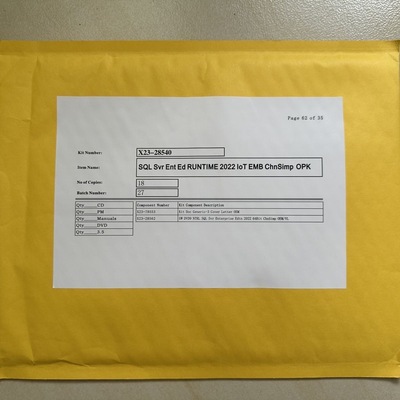 Page 62 of 38
Kit Number: X23-28540
Item Name: SQL Svr Ent Ed RUNTIME 2022 IoT EMB ChnSimp OPK
No of Copies: 18
Batch Number: 27
Qty CD Component Number Kit Component Description
Qty PM
Qty Manuals
Qty DVD
Qty 3.5